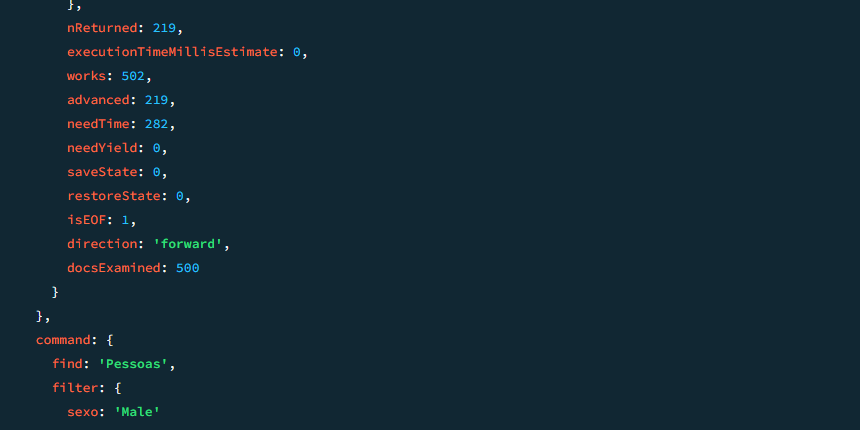 },
nReturned: 219,
executionTimeMillisEstimate: 0,
works: 502,
advanced: 219,
needTime: 282,
needYield: 0,
saveState: 0,
restoreState: 0,
isEOF: 1,
direction: 'forward',
docsExamined: 500
}
},
command: {
find: 'Pessoas',
filter: {
sexo: 'Male'